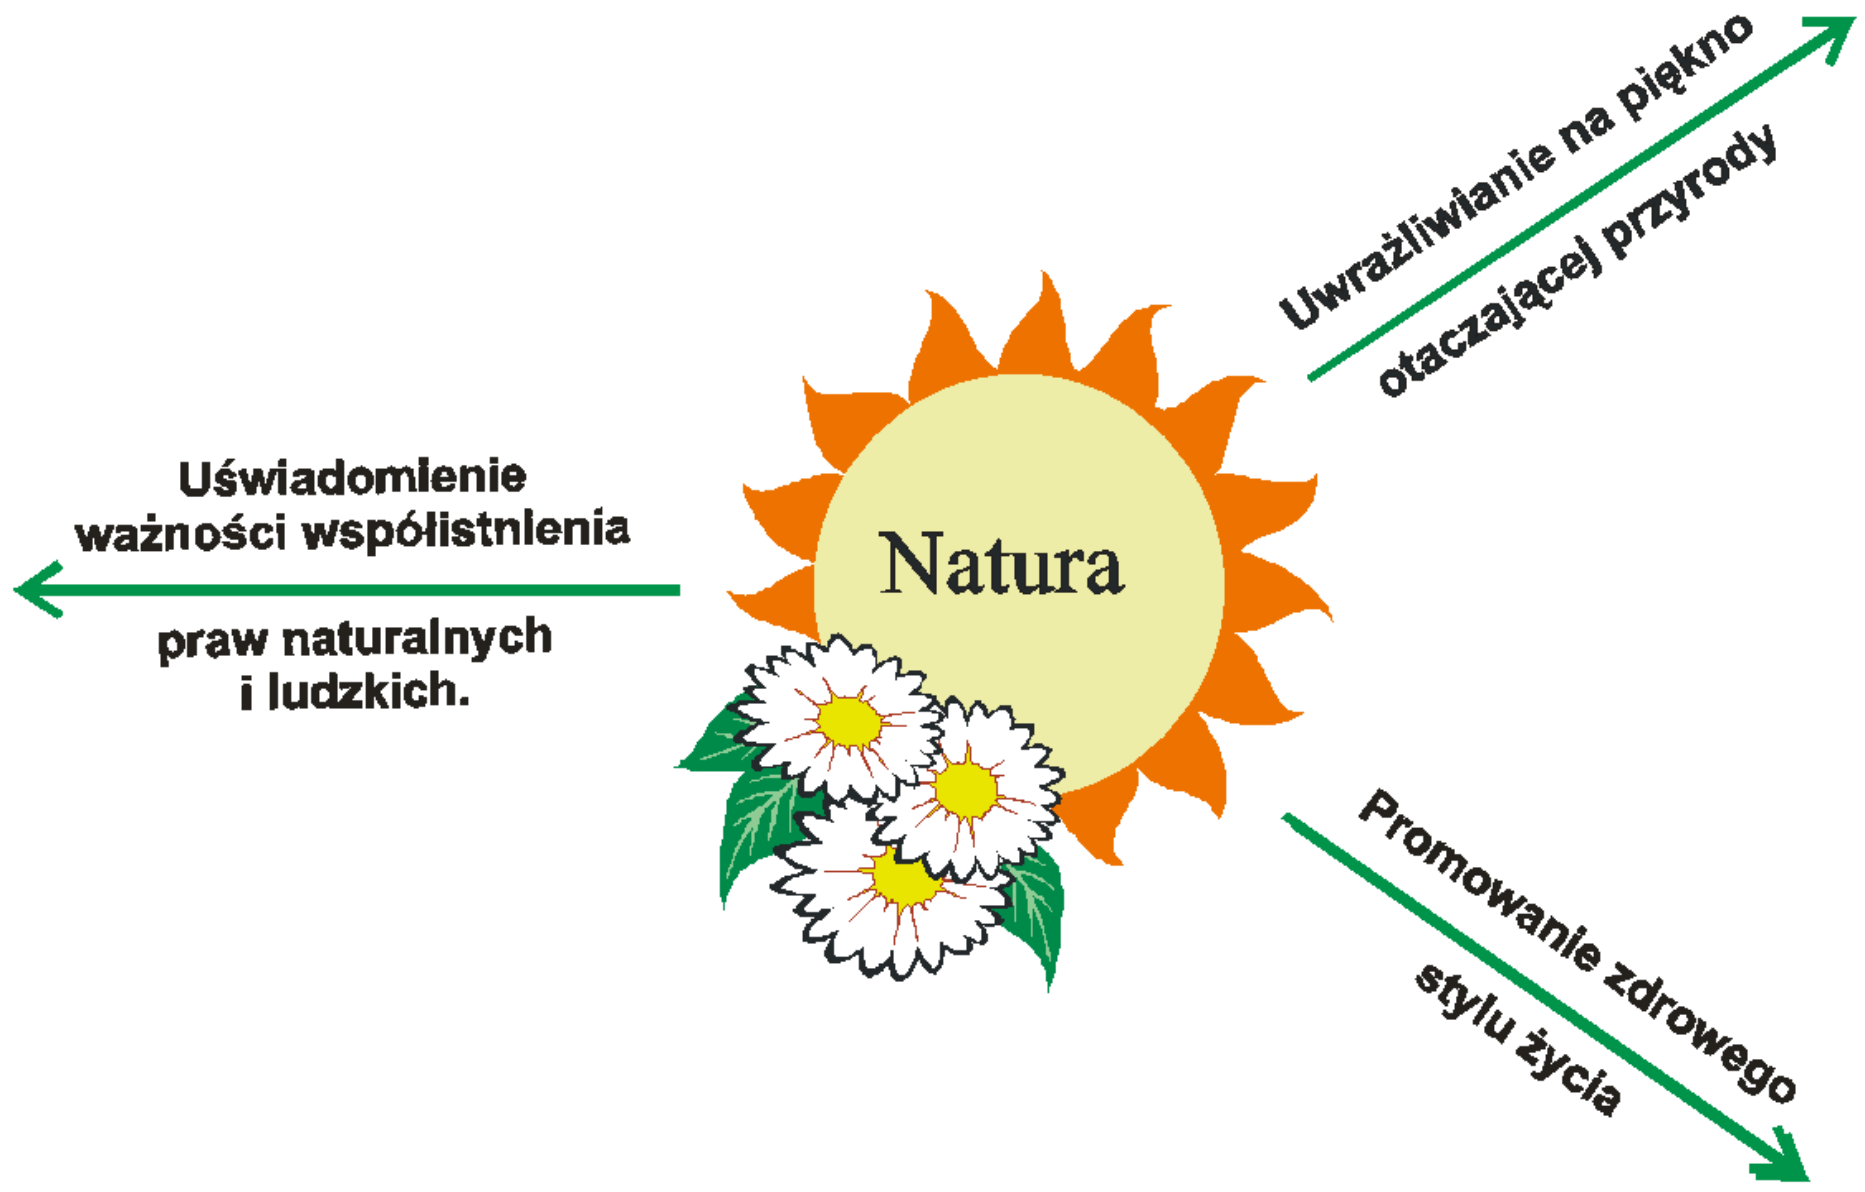 Uwrażliwianie na piękno
otaczającej przyrody
Uświadomienie
ważności współistnienia
praw naturalnych
i ludzkich.
Natura
Promowanie zdrowego
stylu życia